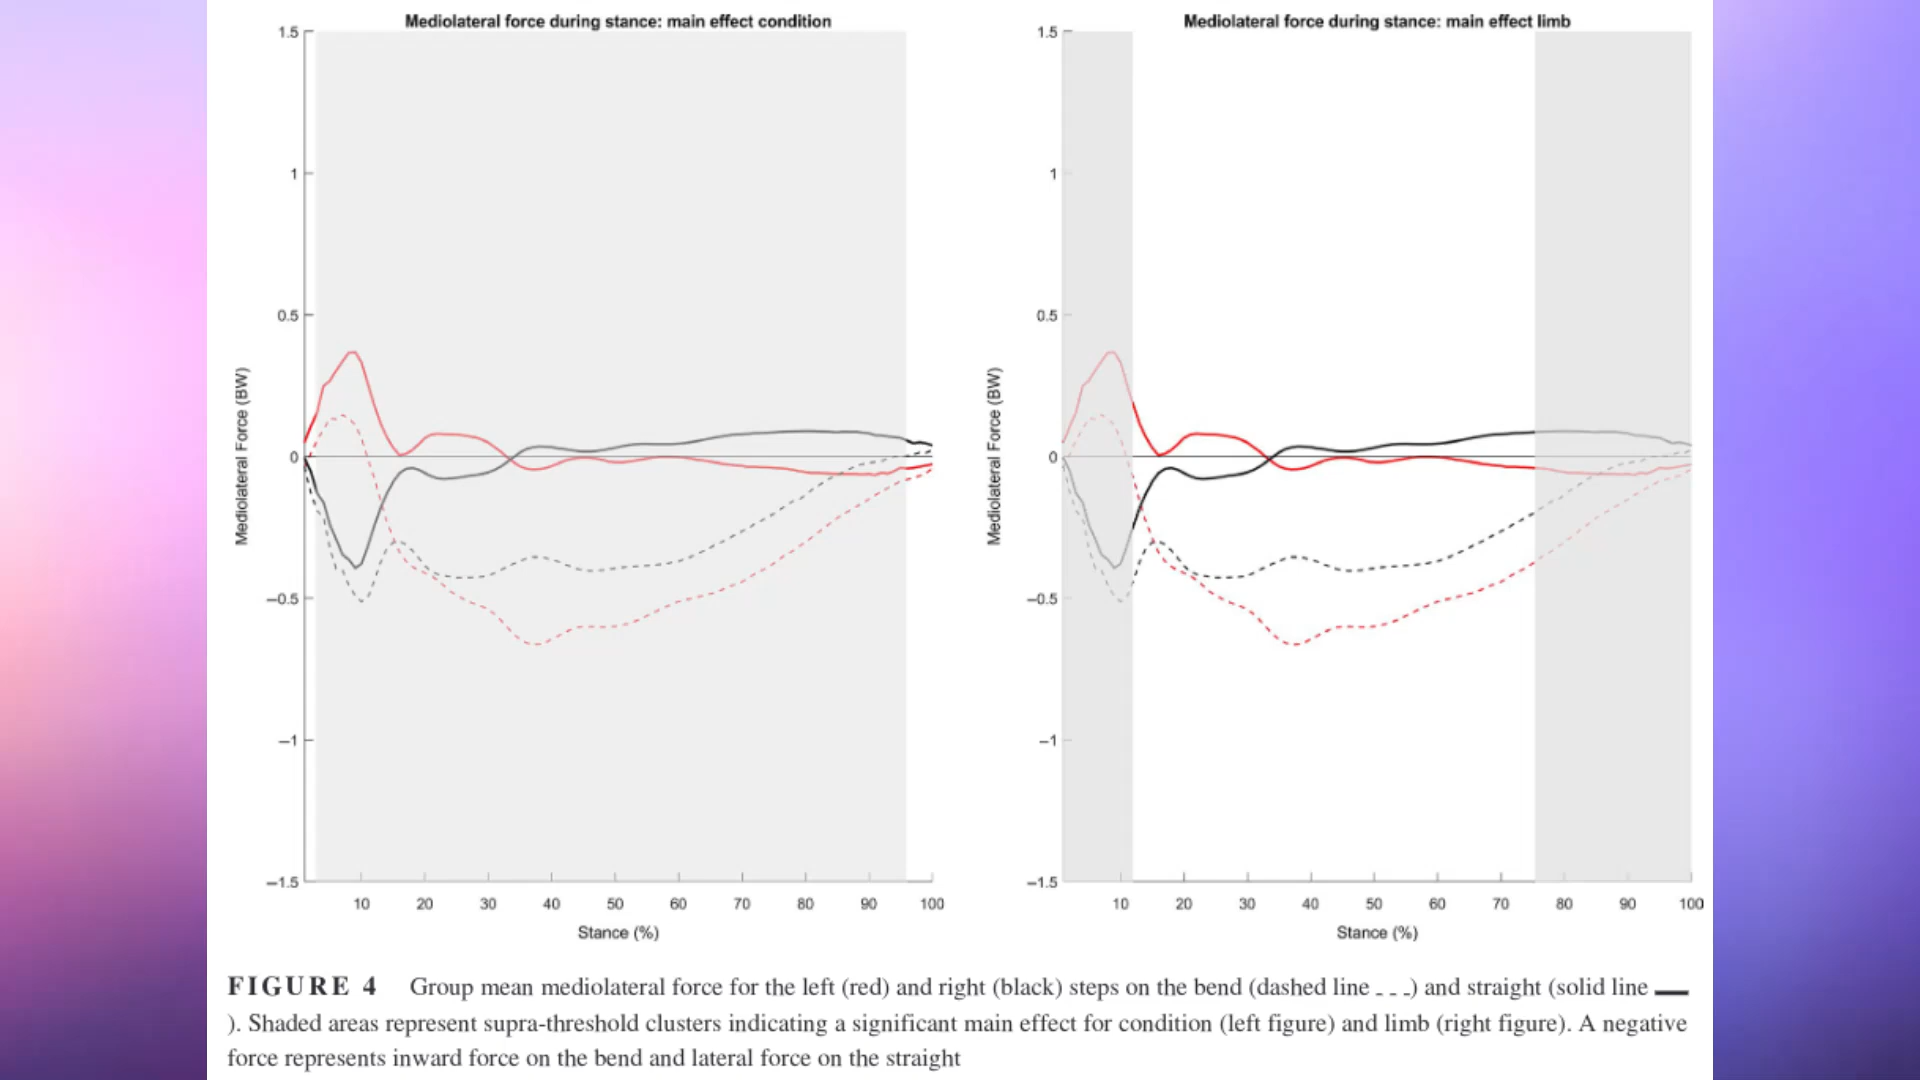 Mediolateral force during stance: main effect condition
1.5
1
0.5
0
–0.5
–1
–1.5
Mediolateral Force (BW)
10 20 30 40 50 60 70 80 90 100
Stance (%)
Mediolateral force during stance: main effect limb
1.5
1
0.5
0
–0.5
–1
–1.5
Mediolateral Force (BW)
10 20 30 40 50 60 70 80 90 100
Stance (%)
FIGURE 4 Group mean mediolateral force for the left (red) and right (black) steps on the bend (dashed line - - -) and straight (solid line —
). Shaded areas represent supra-threshold clusters indicating a significant main effect for condition (left figure) and limb (right figure). A negative
force represents inward force on the bend and lateral force on the straight